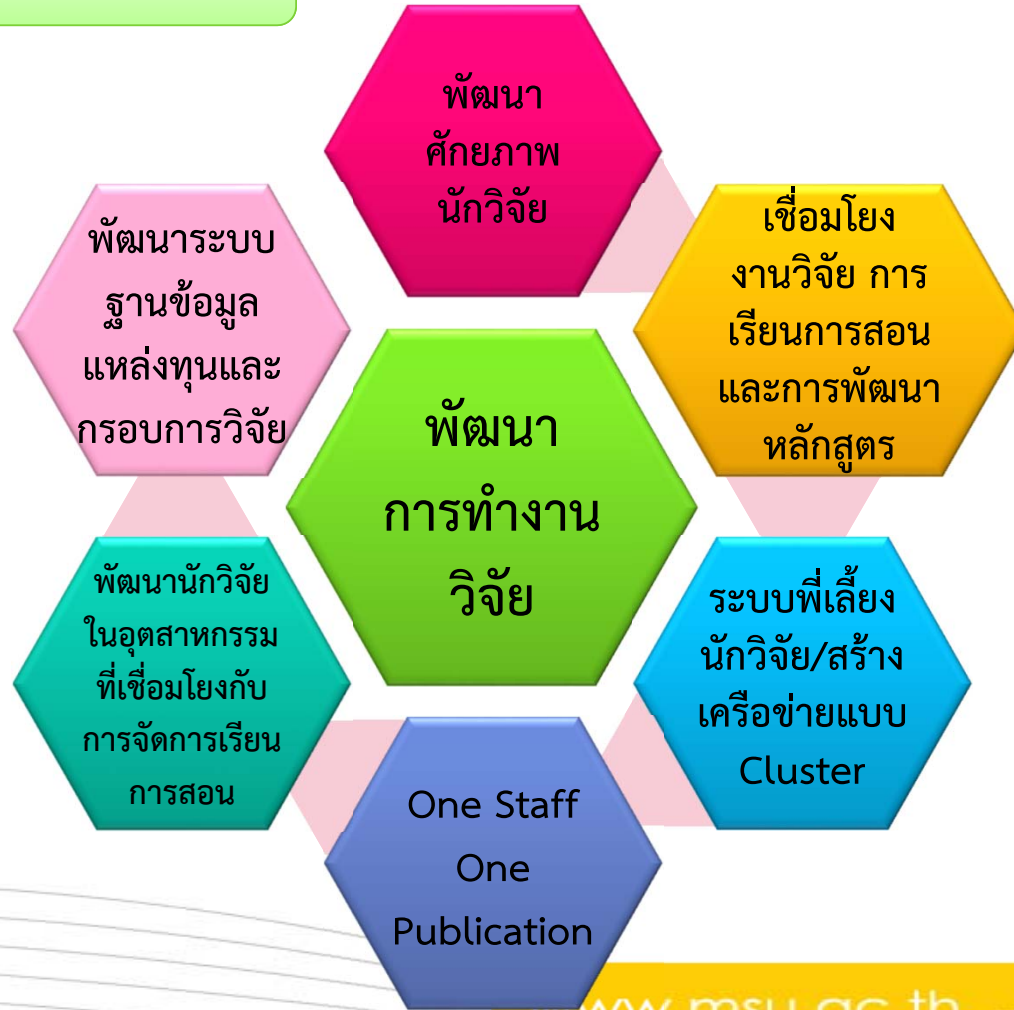 พัฒนา
ศักยภาพ
นักวิจัย
เชื่อมโยง
งานวิจัย การ
เรียนการสอน
และการพัฒนา
หลักสูตร
พัฒนาระบบ
ฐานข้อมูล
แหล่งทุนและ
กรอบการวิจัย
พัฒนา
การทำงาน
วิจัย
พัฒนานักวิจัย
ในอุตสาหกรรม
ที่เชื่อมโยงกับ
การจัดการเรียน
การสอน
ระบบพี่เลี้ยง
นักวิจัย/สร้าง
เครือข่ายแบบ
Cluster
One Staff
One
Publication